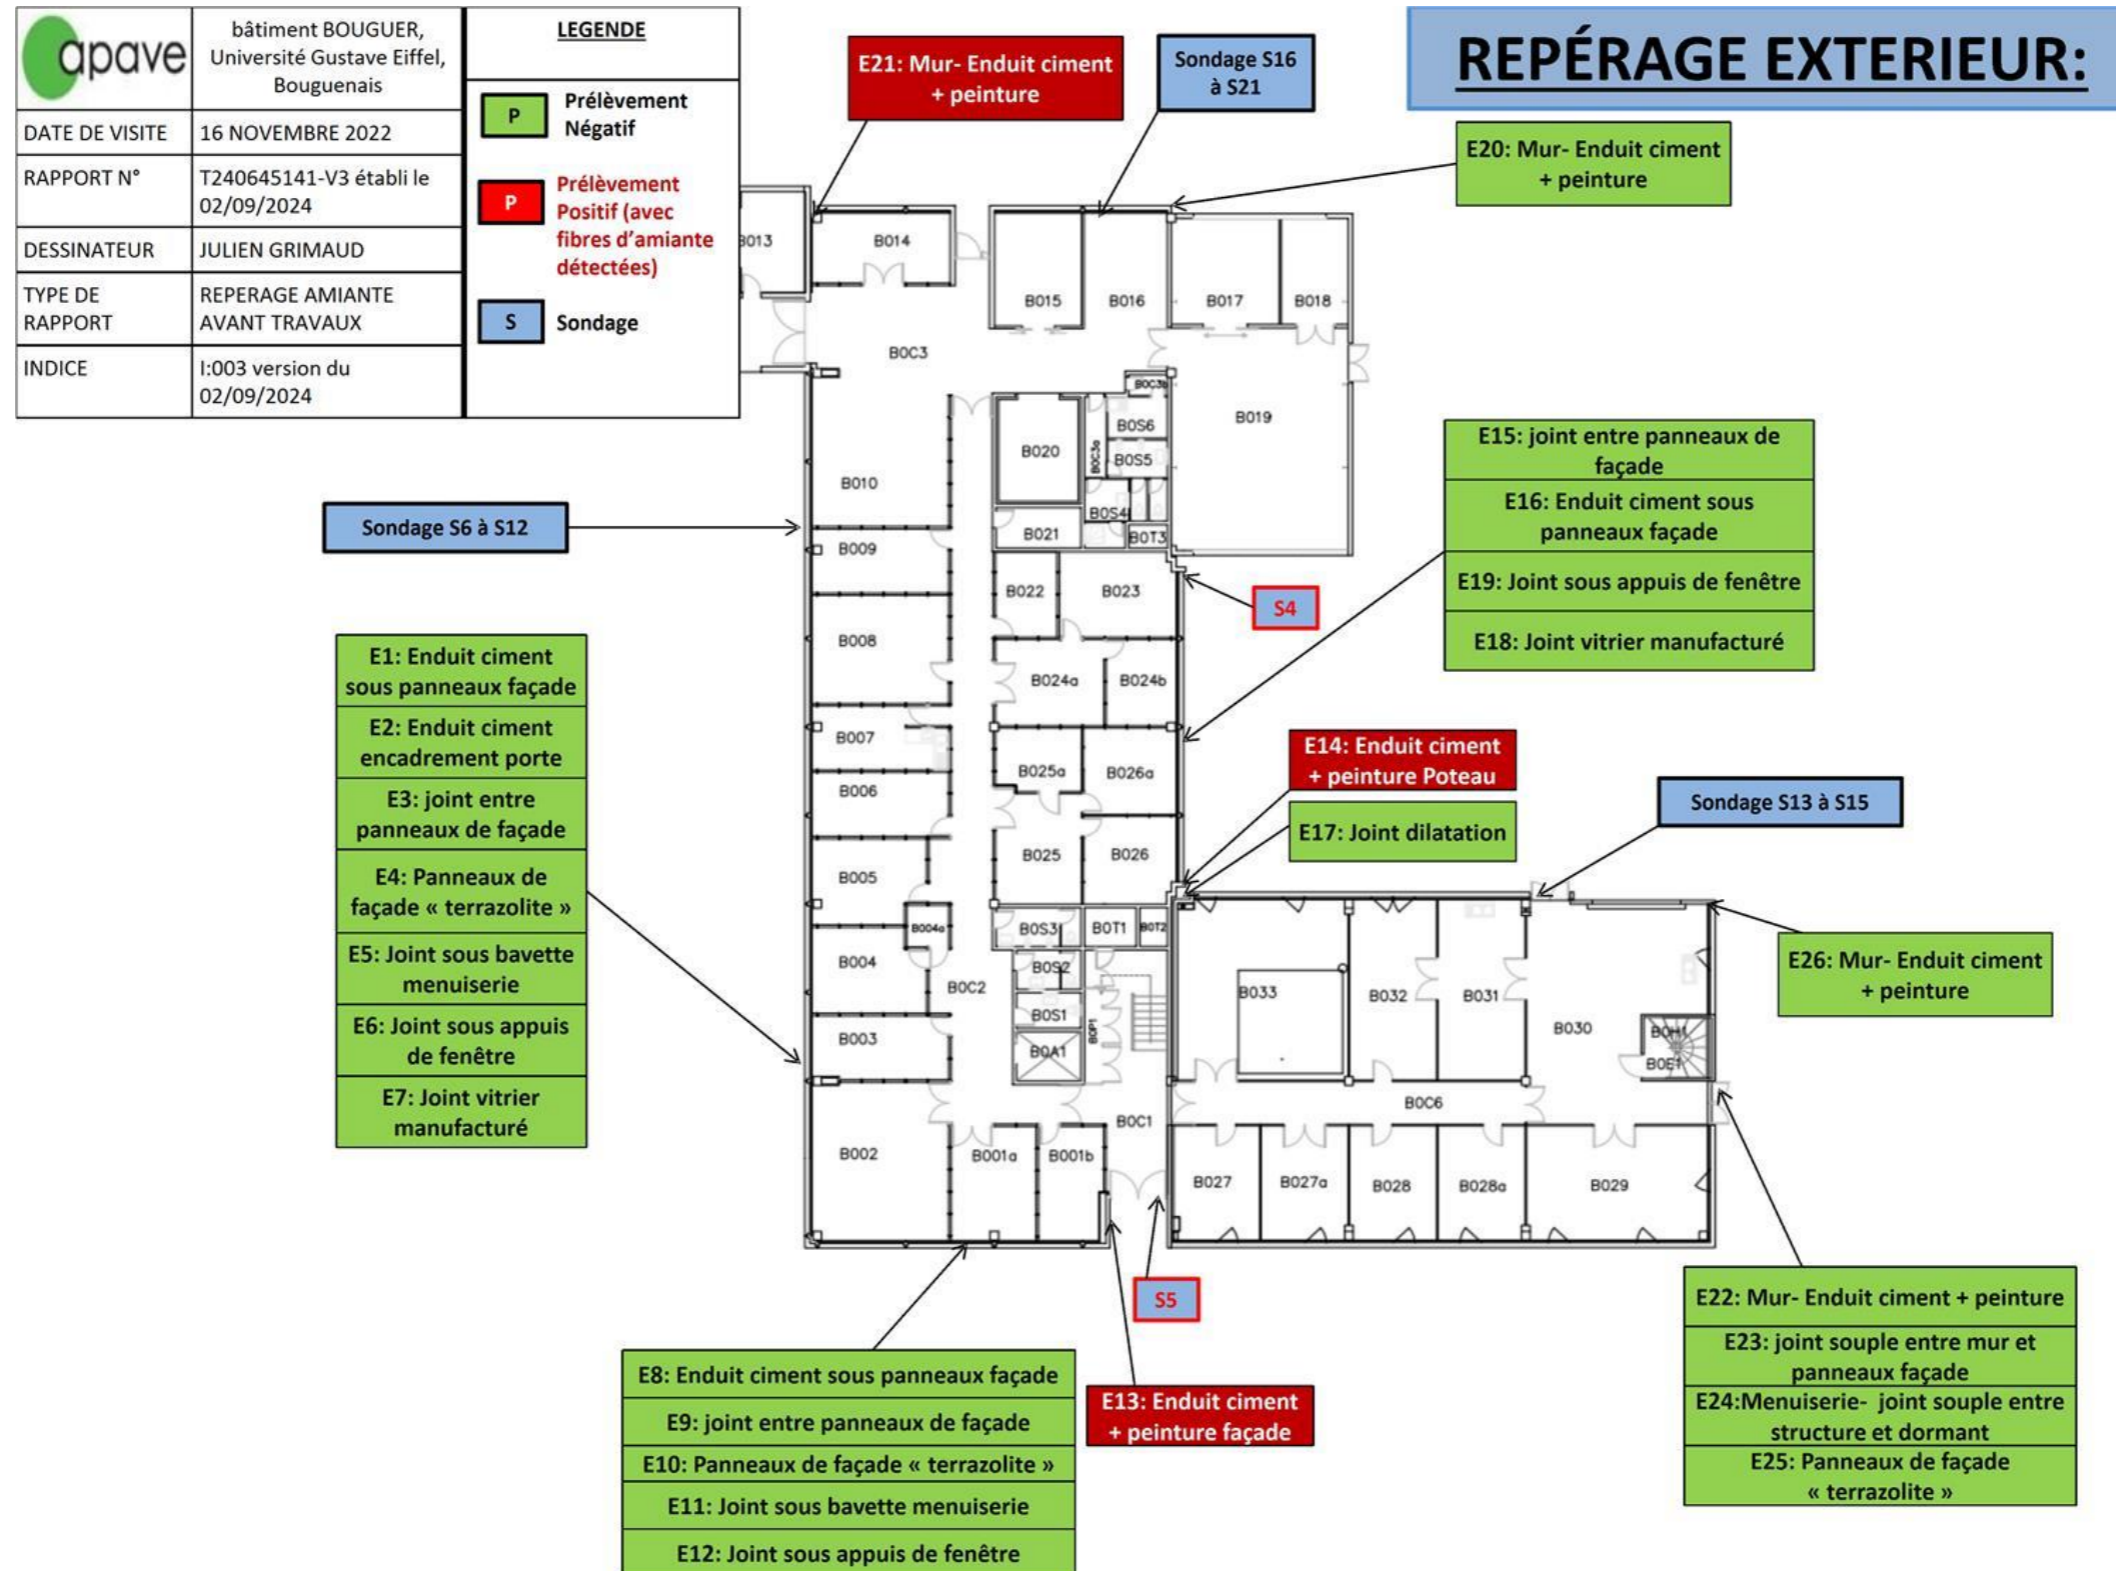 apave
bâtiment BOUGUER,
Université Gustave Eiffel,
Bouguenais
DATE DE VISITE
16 NOVEMBRE 2022
RAPPORT N°
T240645141-V3 établi le
02/09/2024
DESSINATEUR
JULIEN GRIMAUD
TYPE DE
RAPPORT
REPERAGE AMIANTE
AVANT TRAVAUX
INDICE
I:003 version du
02/09/2024
LEGENDE
P
Prélèvement
Négatif
P
Prélèvement
Positif (avec
fibres d'amiante
détectées)
S
Sondage
REPÉRAGE EXTERIEUR:
E21: Mur- Enduit ciment
+ peinture
Sondage S16
à S21
E20: Mur- Enduit ciment
+ peinture
E15: joint entre panneaux de
façade
E16: Enduit ciment sous
panneaux façade
E19: Joint sous appuis de fenêtre
E18: Joint vitrier manufacturé
Sondage S6 à S12
S4
E1: Enduit ciment
sous panneaux façade
E2: Enduit ciment
encadrement porte
E3: joint entre
panneaux de façade
E4: Panneaux de
façade « terrazolite »
E5: Joint sous bavette
menuiserie
E6: Joint sous appuis
de fenêtre
E7: Joint vitrier
manufacturé
E14: Enduit ciment
+ peinture Poteau
E17: Joint dilatation
Sondage S13 à S15
E26: Mur- Enduit ciment
+ peinture
E22: Mur- Enduit ciment + peinture
E23: joint souple entre mur et
panneaux façade
E24:Menuiserie- joint souple entre
structure et dormant
E25: Panneaux de façade
« terrazolite »
S5
E13: Enduit ciment
+ peinture façade
E8: Enduit ciment sous panneaux façade
E9: joint entre panneaux de façade
E10: Panneaux de façade « terrazolite »
E11: Joint sous bavette menuiserie
E12: Joint sous appuis de fenêtre
B013
B014
B015
B016
B017
B018
B0C3
B0C3b
B019
B0S6
B020
B0C3a
B0S5
B010
B0S4
B021
B0T3
B009
B022
B023
B008
B024a
B024b
B007
B025a
B026a
B006
B025
B026
B005
B004a
B0S3
B0T1
B0T2
B004
B0S2
B0C2
B033
B032
B031
B0S1
B0P1
B003
B0A1
B030
B0H1
B0E1
B0C6
B0C1
B002
B001a
B001b
B027
B027a
B028
B028a
B029